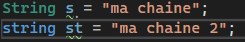 String s = "ma chaine";
string st = "ma chaine 2";